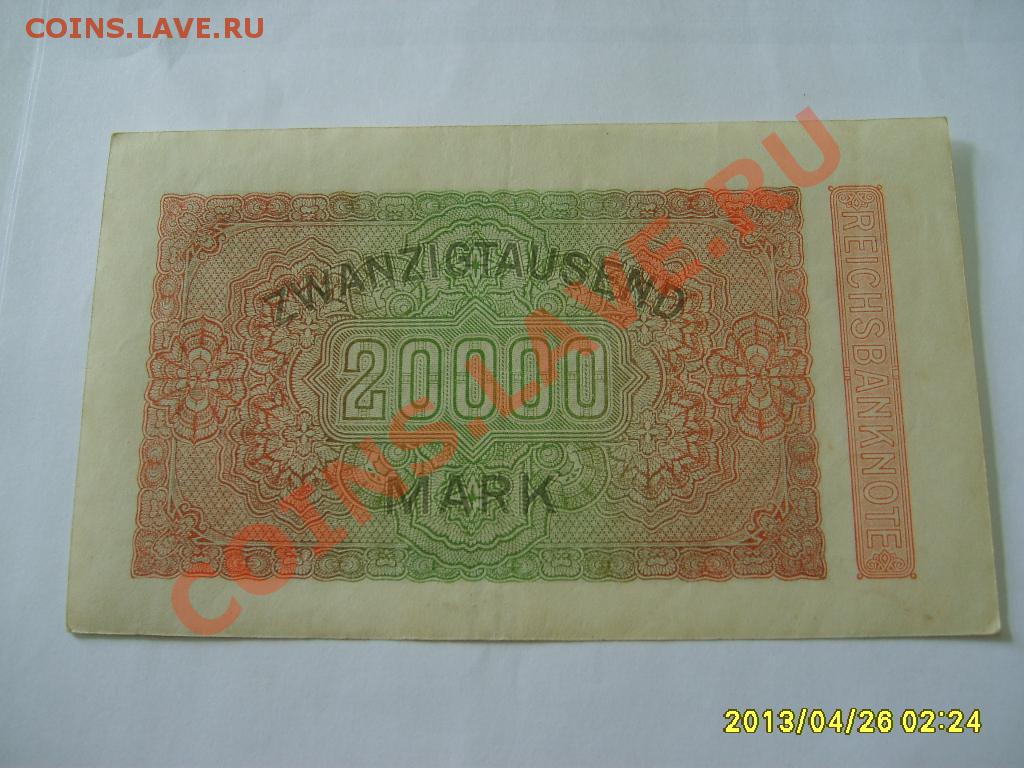 COINS.LAVE.RU
ZWANZIGTAUSEND
20000
MARK
REICHSBANKNOTE
COINS.LAVE.RU
2013/04/26 02:24